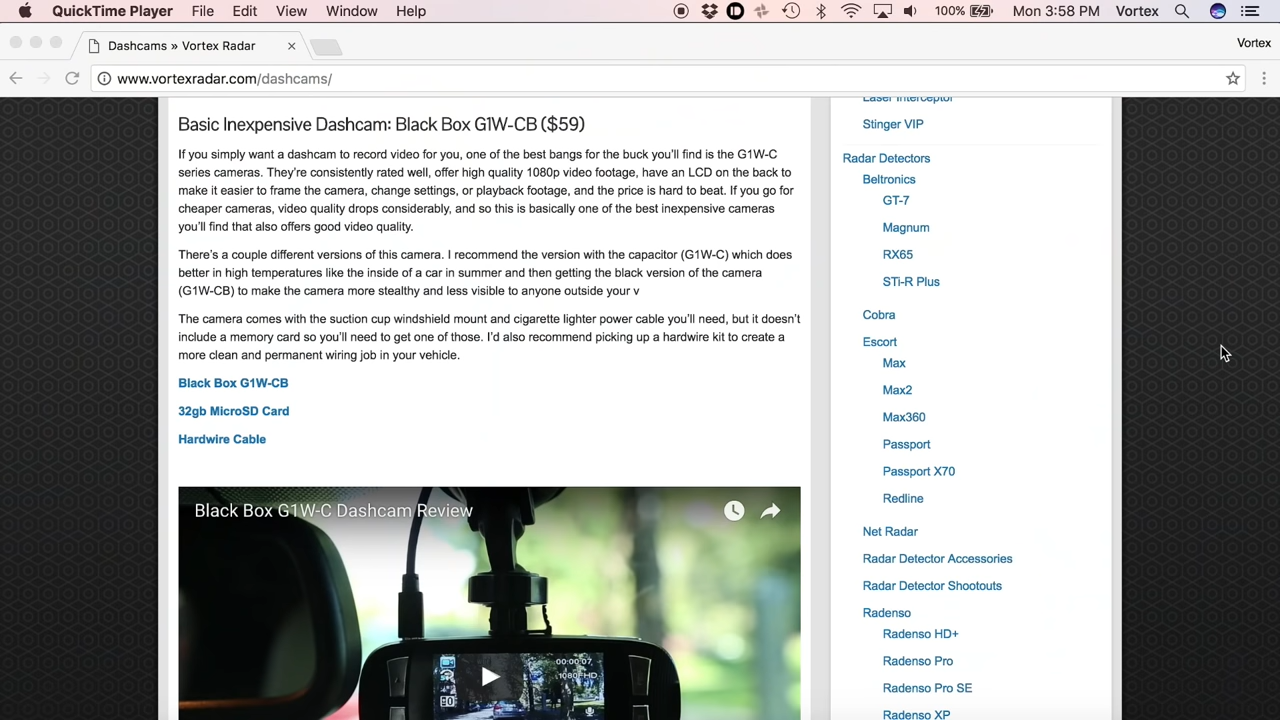 QuickTime Player File Edit View Window Help 100% Mon 3:58 PM Vortex
Dashcams » Vortex Radar
Vortex
www.vortexradar.com/dashcams/
Basic Inexpensive Dashcam: Black Box G1W-CB ($59)
If you simply want a dashcam to record video for you, one of the best bangs for the buck you'll find is the G1W-C
series cameras. They're consistently rated well, offer high quality 1080p video footage, have an LCD on the back to
make it easier to frame the camera, change settings, or playback footage, and the price is hard to beat. If you go for
cheaper cameras, video quality drops considerably, and so this is basically one of the best inexpensive cameras
you'll find that also offers good video quality.
There's a couple different versions of this camera. I recommend the version with the capacitor (G1W-C) which does
better in high temperatures like the inside of a car in summer and then getting the black version of the camera
(G1W-CB) to make the camera more stealthy and less visible to anyone outside your v
The camera comes with the suction cup windshield mount and cigarette lighter power cable you'll need, but it doesn't
include a memory card so you'll need to get one of those. I'd also recommend picking up a hardwire kit to create a
more clean and permanent wiring job in your vehicle.
Black Box G1W-CB
32gb MicroSD Card
Hardwire Cable
Black Box G1W-C Dashcam Review
00:00:07
1080FHD
Laser Interceptor
Stinger VIP
Radar Detectors
Beltronics
GT-7
Magnum
RX65
STi-R Plus
Cobra
Escort
Max
Max2
Max360
Passport
Passport X70
Redline
Net Radar
Radar Detector Accessories
Radar Detector Shootouts
Radenso
Radenso HD+
Radenso Pro
Radenso Pro SE
Radenso XP